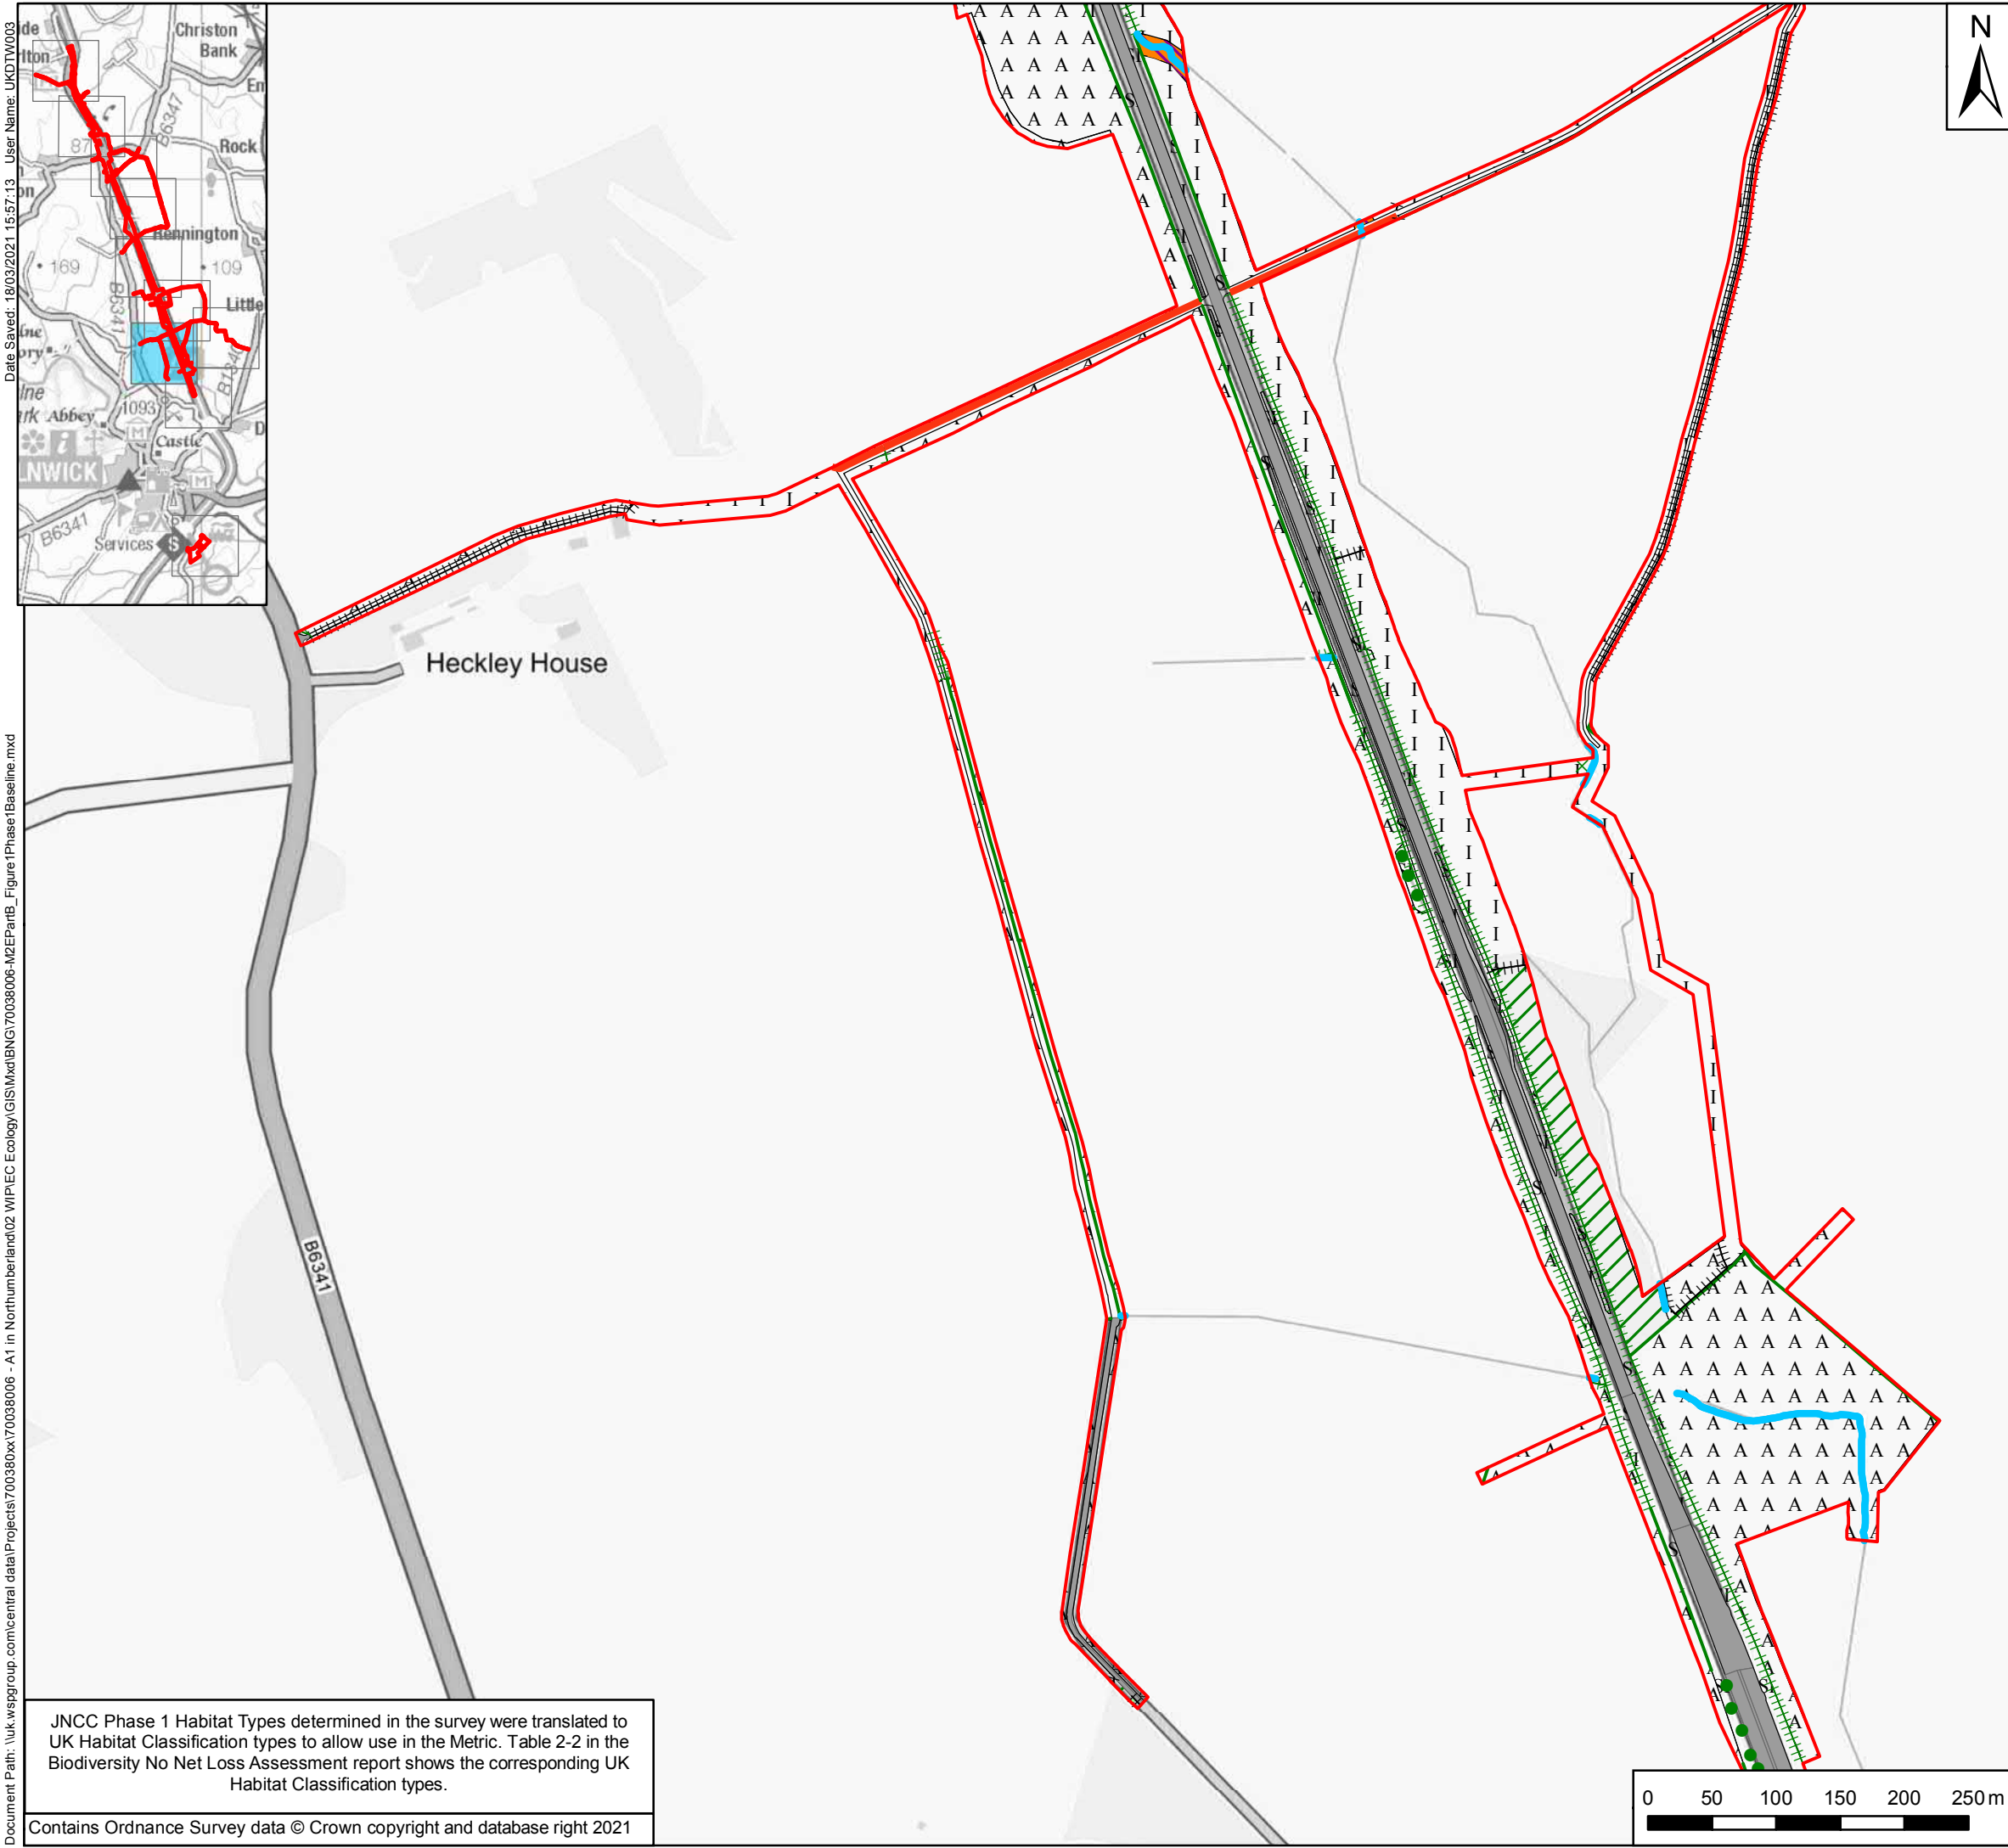 Date Saved: 18/03/2021 15:57:13 User Name: UKDTW003
Document Path: \\uk.wspgroup.com\central data\Projects\700380xx\70038006 - A1 in Northumberland\02 WIP\EC Ecology\GIS\Mxd\BNG\70038006-M2EPartB_Figure1Phase1Baseline.mxd
Christon
Bank
B6347
87
Rock
Rennington
169
109
B6341
Little
B1340
Abbey
1093
Castle
LNWICK
B6341
Services
S
N
Heckley House
B6341
JNCC Phase 1 Habitat Types determined in the survey were translated to
UK Habitat Classification types to allow use in the Metric. Table 2-2 in the
Biodiversity No Net Loss Assessment report shows the corresponding UK
Habitat Classification types.
Contains Ordnance Survey data © Crown copyright and database right 2021
0 50 100 150 200 250 m